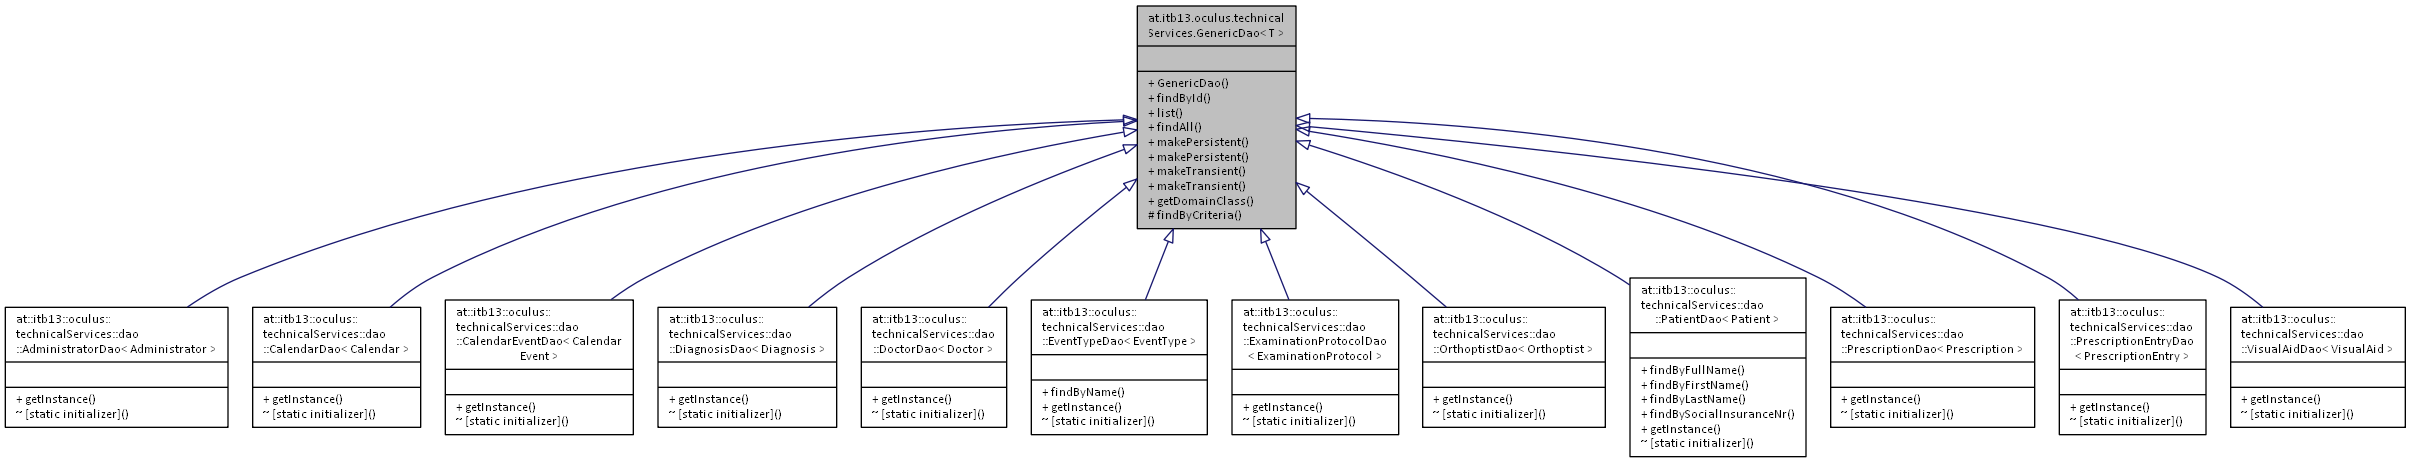 at.itb13.oculus.technical
Services.GenericDao< T >
+ GenericDao()
+ findById()
+ list()
+ findAll()
+ makePersistent()
+ makePersistent()
+ makeTransient()
+ makeTransient()
+ getDomainClass()
# findByCriteria()
at::itb13::oculus::
technicalServices::dao
::AdministratorDao< Administrator >
+ getInstance()
~ [static initializer]()
at::itb13::oculus::
technicalServices::dao
::CalendarDao< Calendar >
+ getInstance()
~ [static initializer]()
at::itb13::oculus::
technicalServices::dao
::CalendarEventDao< Calendar
Event >
+ getInstance()
~ [static initializer]()
at::itb13::oculus::
technicalServices::dao
::DiagnosisDao< Diagnosis >
+ getInstance()
~ [static initializer]()
at::itb13::oculus::
technicalServices::dao
::DoctorDao< Doctor >
+ getInstance()
~ [static initializer]()
at::itb13::oculus::
technicalServices::dao
::EventTypeDao< EventType >
+ findByName()
+ getInstance()
~ [static initializer]()
at::itb13::oculus::
technicalServices::dao
::ExaminationProtocolDao
< ExaminationProtocol >
+ getInstance()
~ [static initializer]()
at::itb13::oculus::
technicalServices::dao
::OrthoptistDao< Orthoptist >
+ getInstance()
~ [static initializer]()
at::itb13::oculus::
technicalServices::dao
::PatientDao< Patient >
+ findByFullName()
+ findByFirstName()
+ findByLastName()
+ findBySocialInsuranceNr()
+ getInstance()
~ [static initializer]()
at::itb13::oculus::
technicalServices::dao
::PrescriptionDao< Prescription >
+ getInstance()
~ [static initializer]()
at::itb13::oculus::
technicalServices::dao
::PrescriptionEntryDao
< PrescriptionEntry >
+ getInstance()
~ [static initializer]()
at::itb13::oculus::
technicalServices::dao
::VisualAidDao< VisualAid >
+ getInstance()
~ [static initializer]()